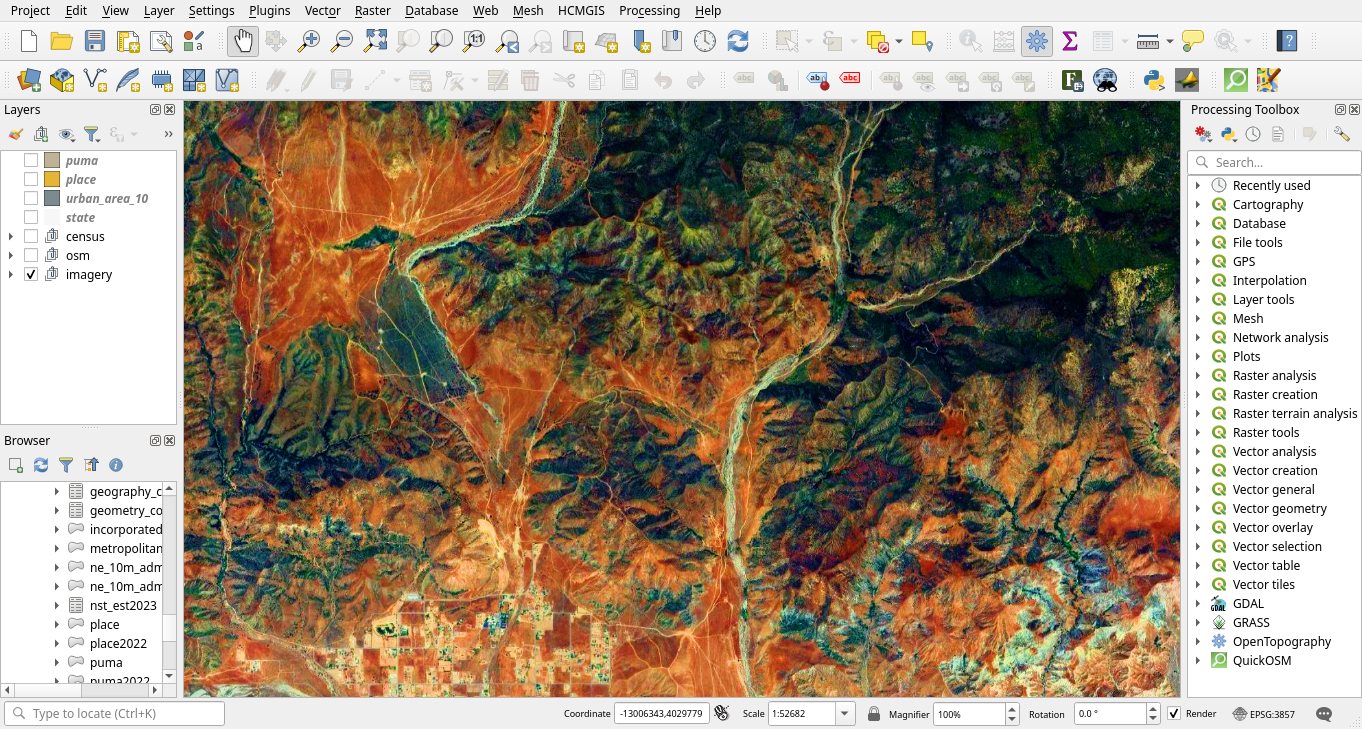 Project Edit View Layer Settings Plugins Vector Raster Database Web Mesh HCMGIS Processing Help
1:1
Σ
?
abc
ab
abc
F
Layers
Processing Toolbox
»
puma
place
urban_area_10
state
census
osm
imagery
Search...
Recently used
Cartography
Database
File tools
GPS
Interpolation
Layer tools
Mesh
Network analysis
Plots
Raster analysis
Raster creation
Raster terrain analysis
Raster tools
Vector analysis
Vector creation
Vector general
Vector geometry
Vector overlay
Vector selection
Vector table
Vector tiles
GDAL
GRASS
OpenTopography
QuickOSM
Browser
geography_c
geometry_co
incorporated
metropolitan
ne_10m_adm
ne_10m_adm
nst_est2023
place
place2022
puma
puma2022
Type to locate (Ctrl+K)
Coordinate -13006343,4029779 Scale 1:52682 Magnifier 100% Rotation 0.0 ° Render EPSG:3857